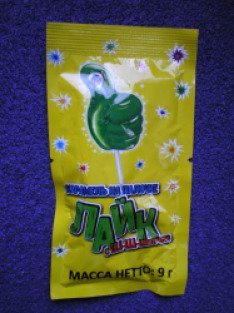 КАРАМЕЛЬ НА ПАЛОЧКЕ
ЛАЙК
МАССА НЕТТО: 9 г